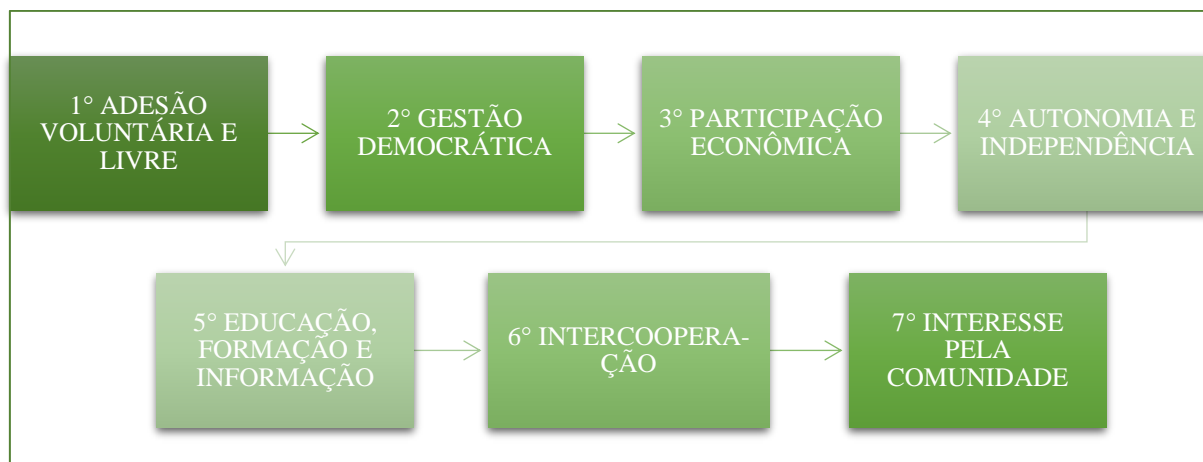 1° ADESÃO
VOLUNTÁRIA E
LIVRE
2° GESTÃO
DEMOCRÁTICA
3° PARTICIPAÇÃO
ECONÔMICA
4° AUTONOMIA E
INDEPENDÊNCIA
5° EDUCAÇÃO,
FORMAÇÃO E
INFORMAÇÃO
6° INTERCOOPERA-
ÇÃO
7° INTERESSE
PELA
COMUNIDADE